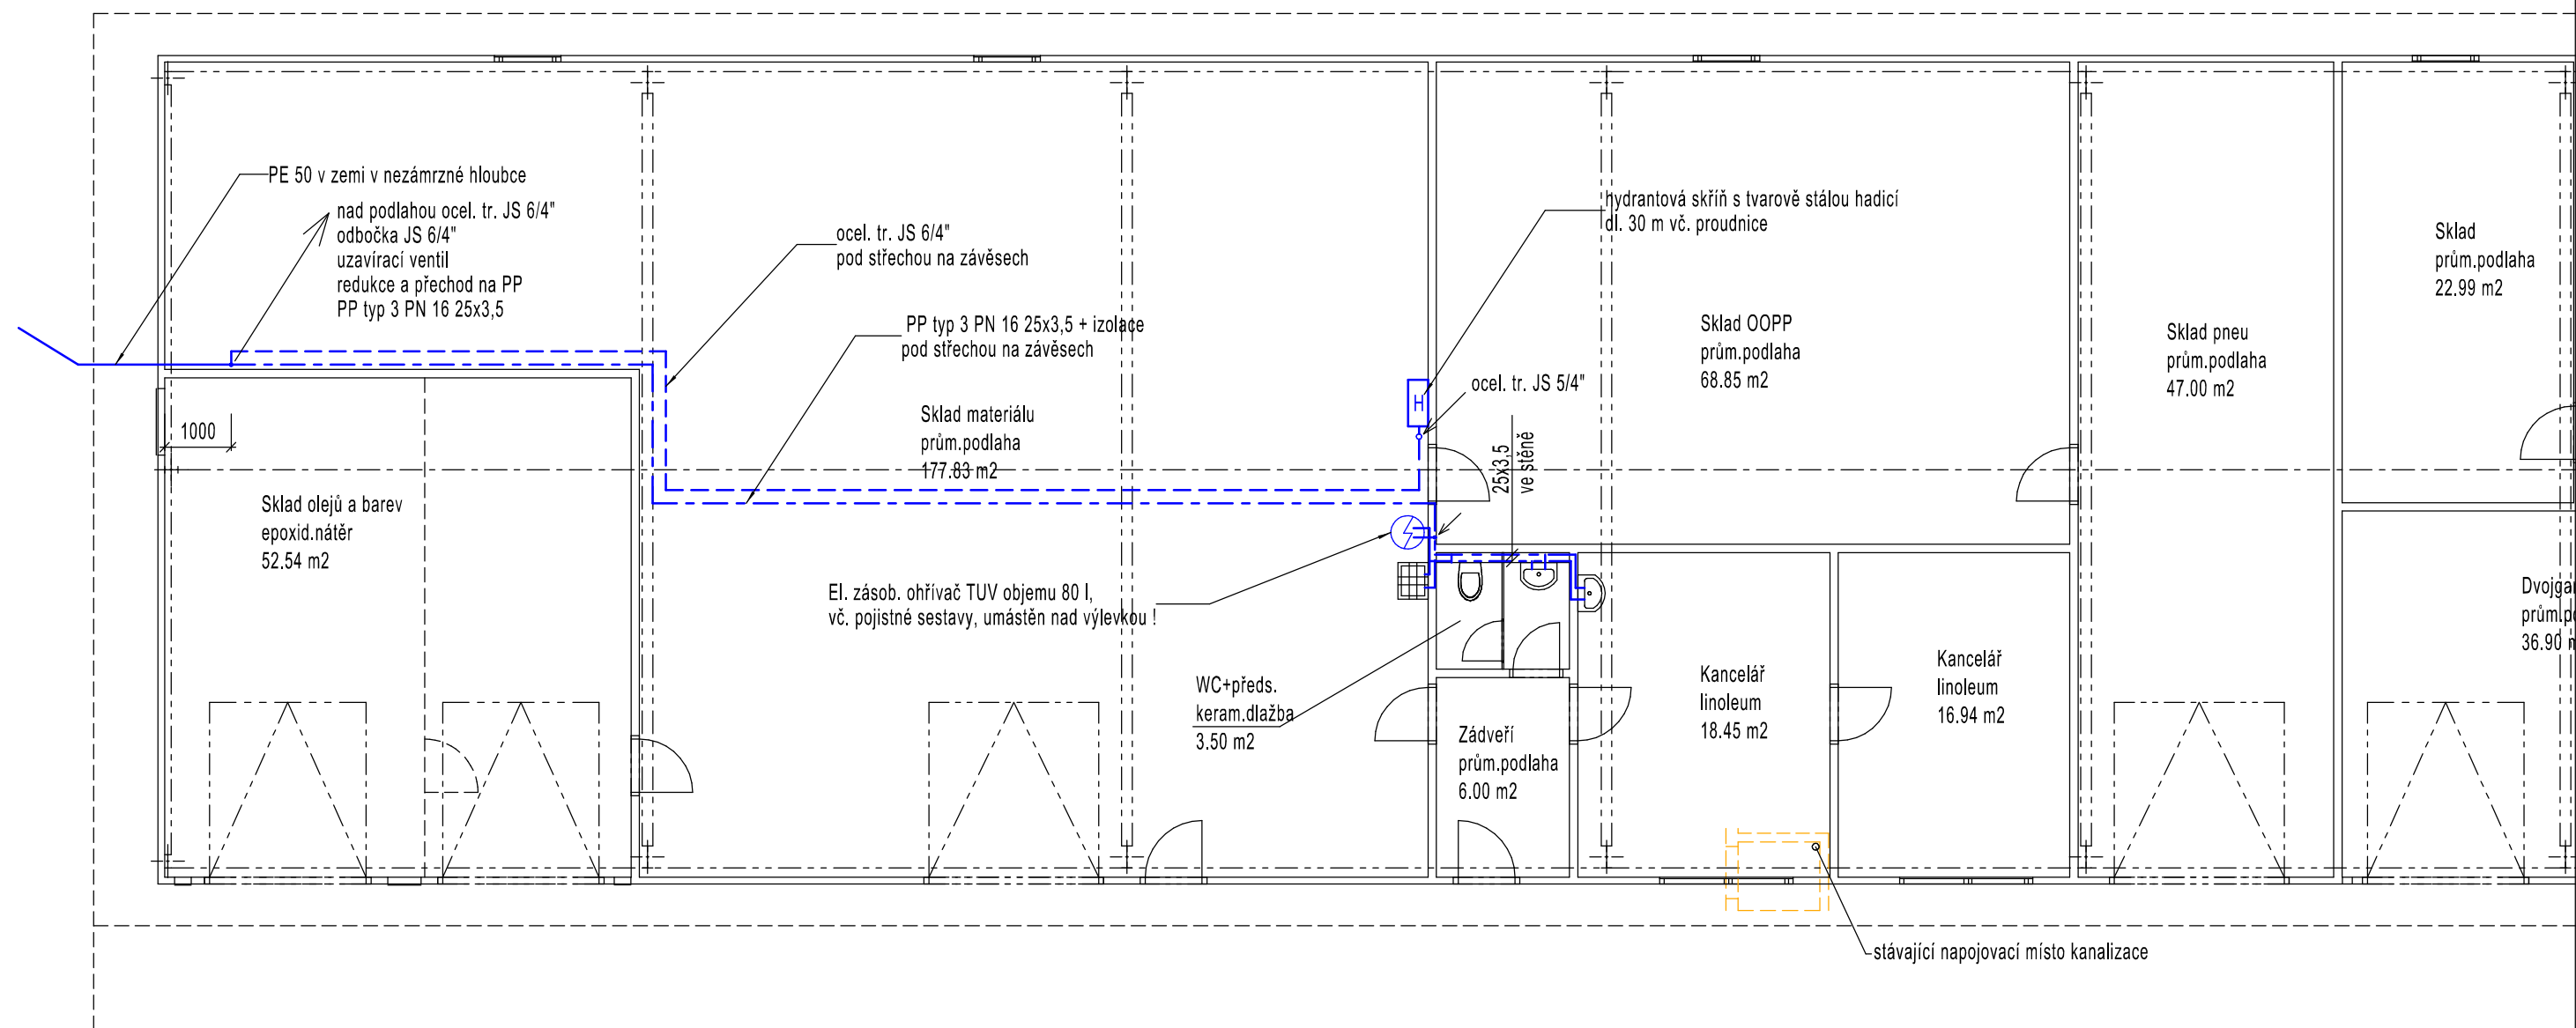 PE 50 v zemi v nezámrzné hloubce
nad podlahou ocel. tr. JS 6/4"
odbočka JS 6/4"
uzavírací ventil
redukce a přechod na PP
PP typ 3 PN 16 25x3,5
ocel. tr. JS 6/4"
pod střechou na závěsech
PP typ 3 PN 16 25x3,5 + izolace
pod střechou na závěsech
hydrantová skříň s tvarově stálou hadicí
dl. 30 m vč. proudnice
H
ocel. tr. JS 5/4"
25x3,5
ve stěně
Sklad OOPP
prům.podlaha
68.85 m2
Sklad pneu
prům.podlaha
47.00 m2
Sklad
prům.podlaha
22.99 m2
Sklad materiálu
prům.podlaha
177.83 m2
1000
Sklad olejů a barev
epoxid.nátěr
52.54 m2
El. zásob. ohřívač TUV objemu 80 l,
vč. pojistné sestavy, umástěn nad výlevkou !
WC+předs.
keram.dlažba
3.50 m2
Zádveří
prům.podlaha
6.00 m2
Kancelář
linoleum
18.45 m2
Kancelář
linoleum
16.94 m2
36.90
stávající napojovací místo kanalizace